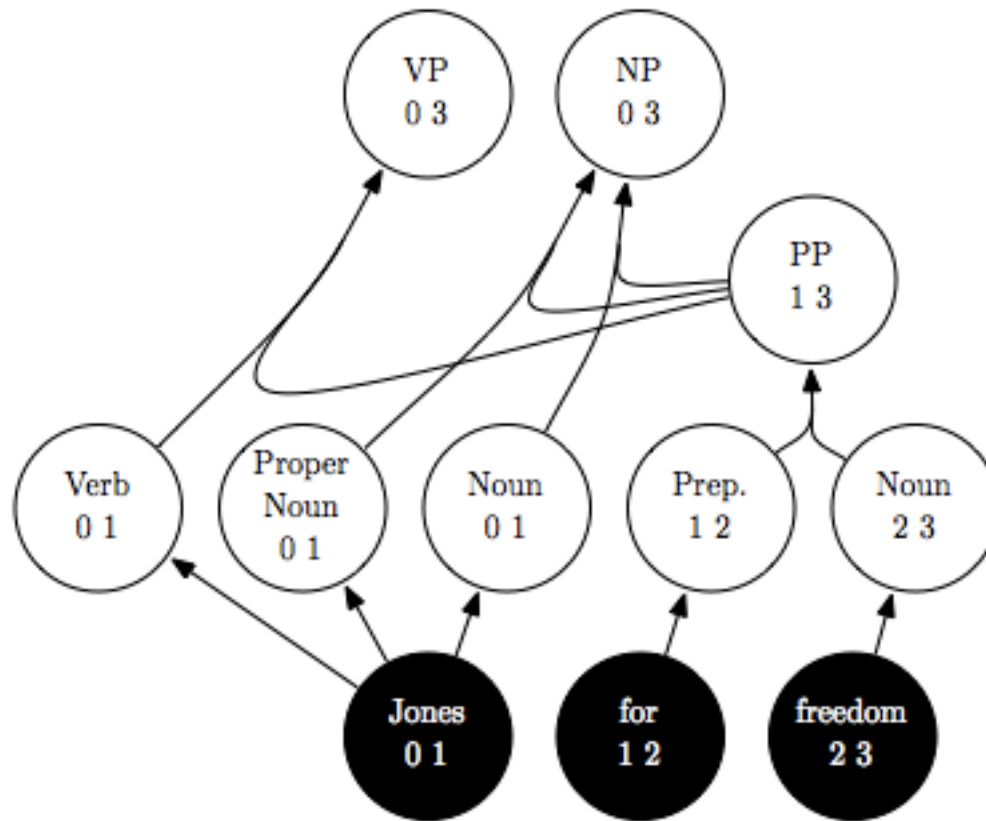 VP
0 3
NP
0 3
PP
1 3
Verb
0 1
Proper
Noun
0 1
Noun
0 1
Prep.
1 2
Noun
2 3
Jones
0 1
for
1 2
freedom
2 3